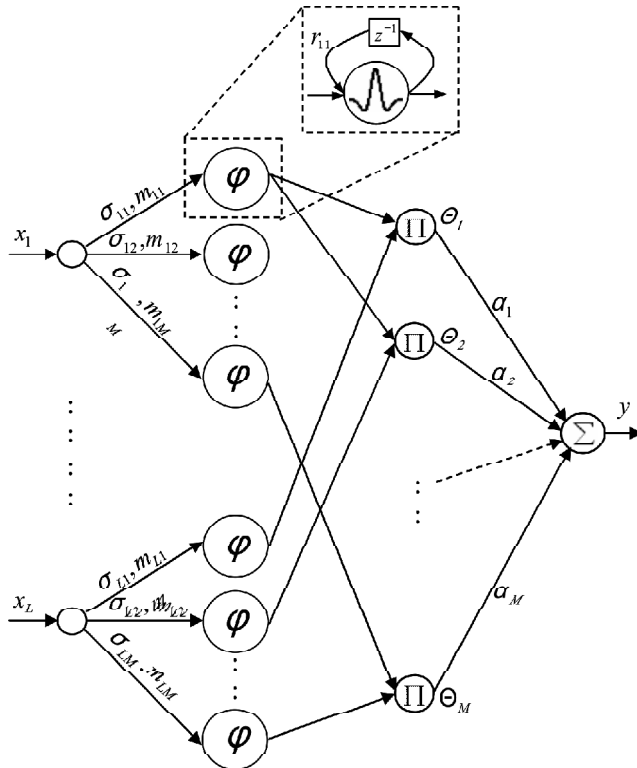 r₁₁
z⁻¹
φ
σ₁₁, m₁₁
Π
Θ₁
x₁
σ₁₂, m₁₂
φ
σ₁
M
, m₁M
α₁
Π
Θ₂
φ
α₂
Σ
y
φ
σL1, mL1
xL
φ
αM
σLM, mLM
Π
ΘM
φ